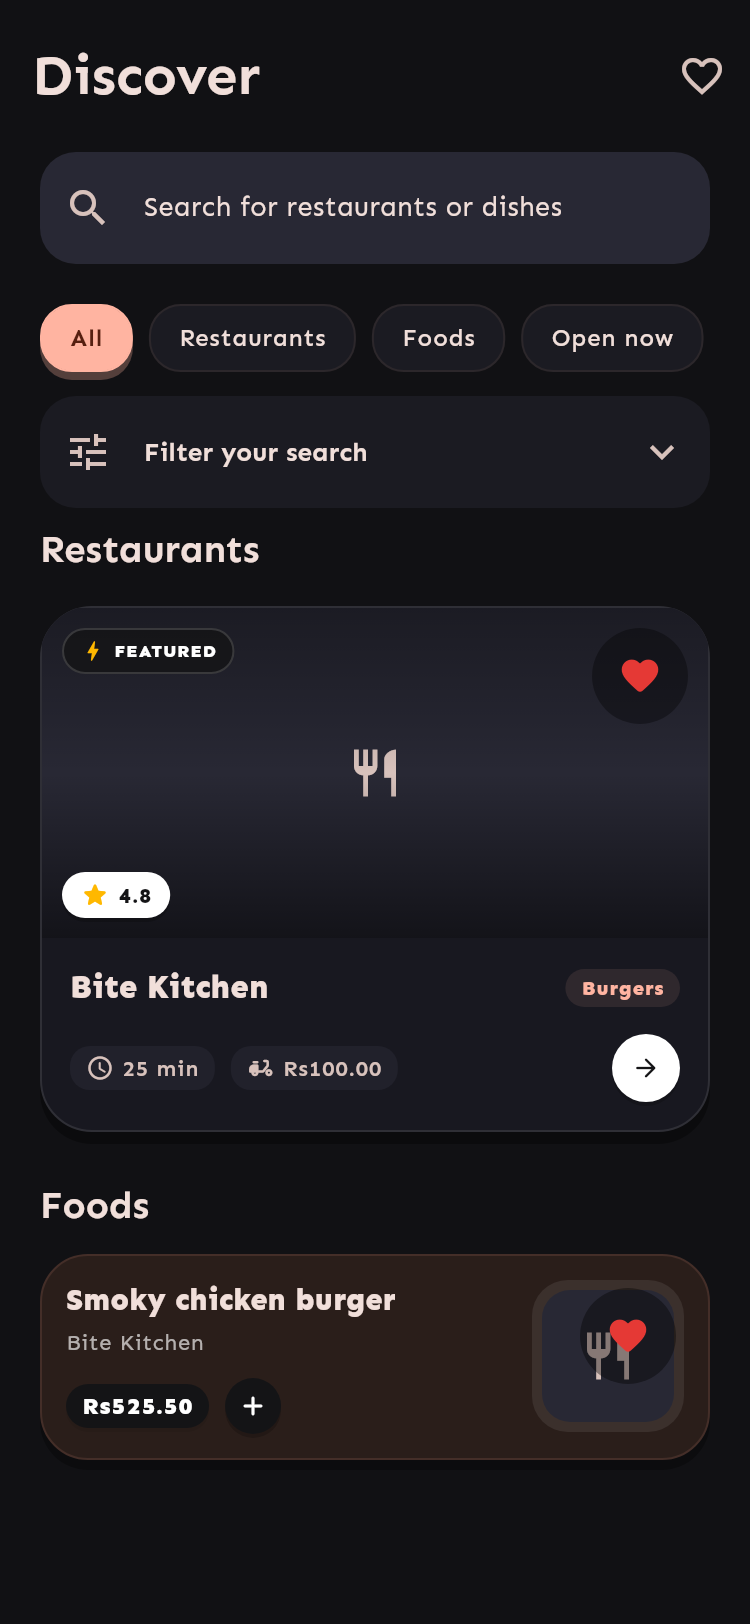 Discover
Search for restaurants or dishes
All
Restaurants
Foods
Open now
Filter your search
Restaurants
FEATURED
4.8
Bite Kitchen
Burgers
25 min
Rs100.00
Foods
Smoky chicken burger
Bite Kitchen
Rs525.50